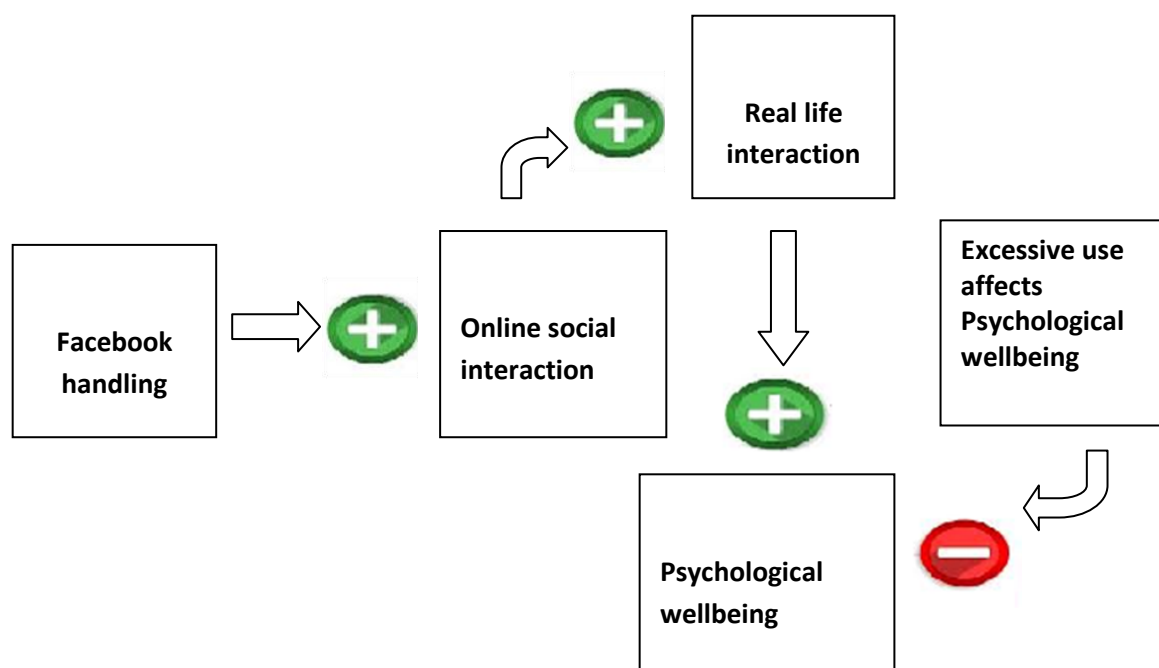 Real life
interaction
Excessive use
affects
Psychological
wellbeing
Facebook
handling
Online social
interaction
Psychological
wellbeing